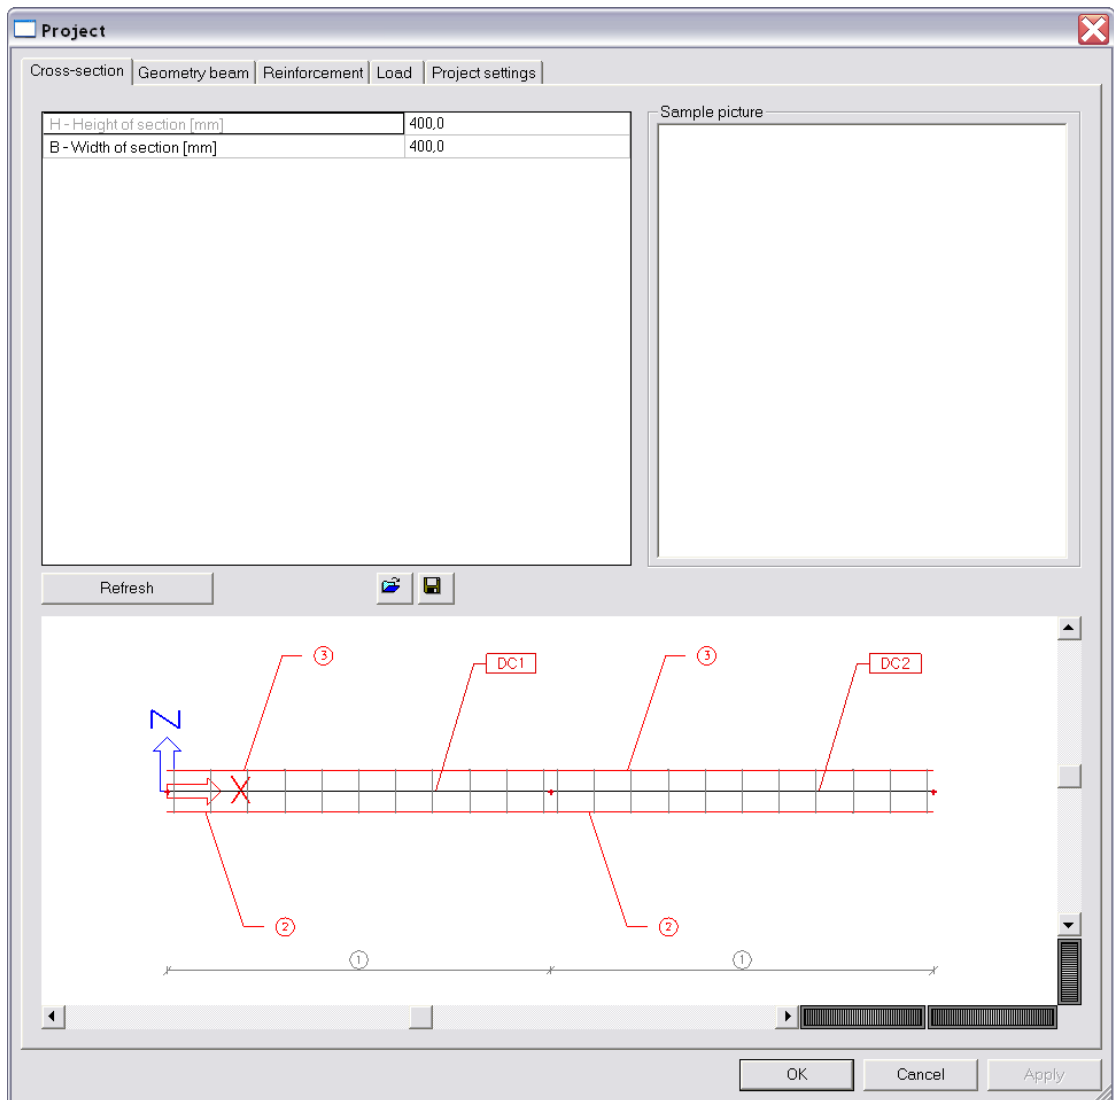 Project
Cross-section Geometry beam Reinforcement Load Project settings
Sample picture
H - Height of section [mm] 400,0
B - Width of section [mm] 400,0
Refresh
3 DC1 3 DC2
Z
X
2 2
1 1
OK Cancel Apply